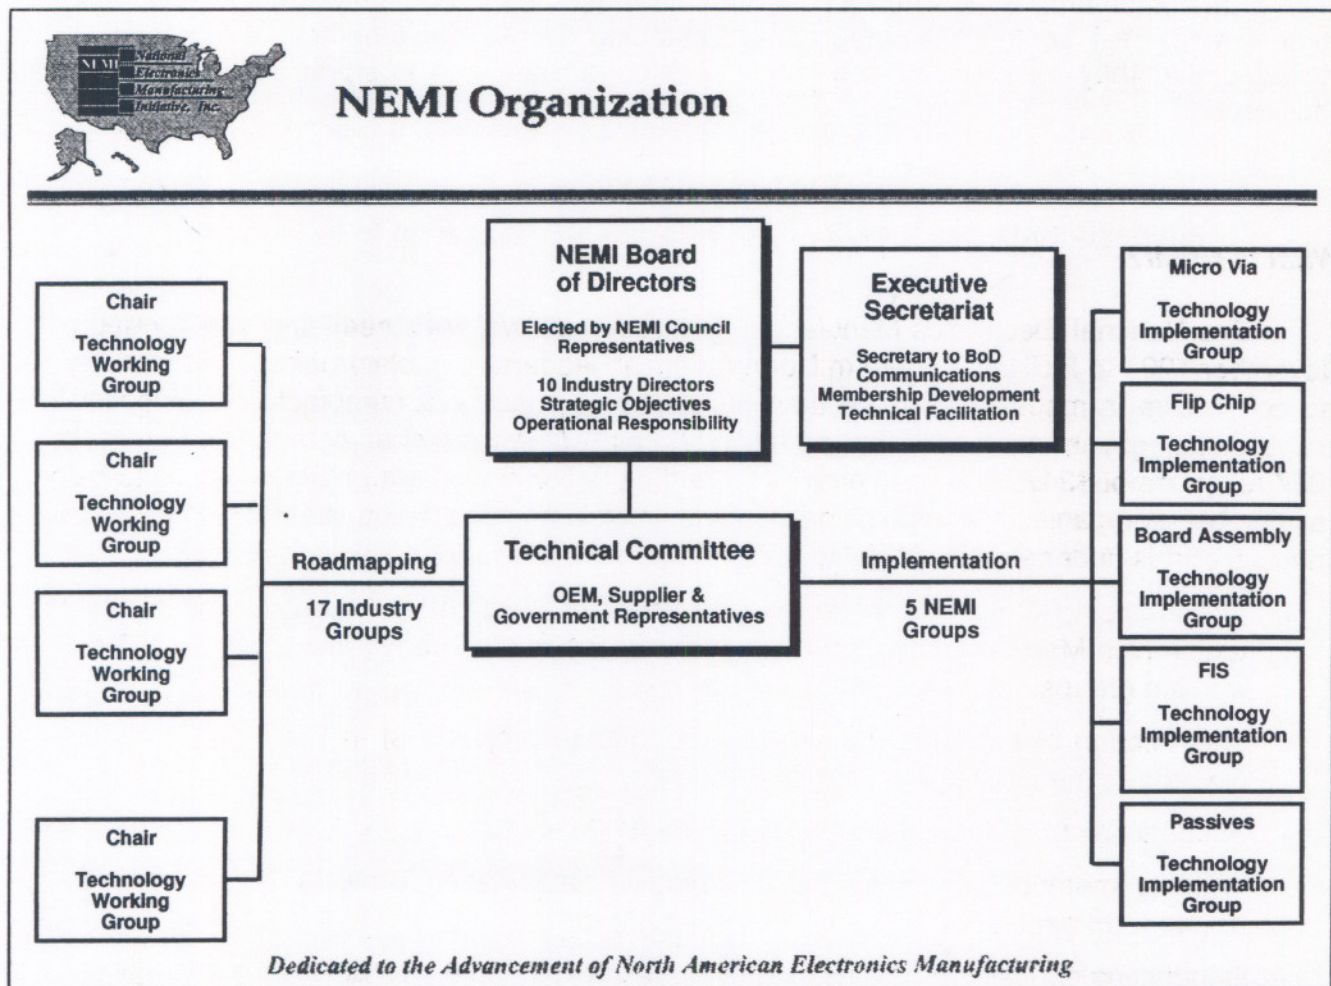 NEMI
National
Electronics
Manufacturing
Initiative, Inc.
NEMI Organization
NEMI Board
of Directors
Elected by NEMI Council
Representatives
10 Industry Directors
Strategic Objectives
Operational Responsibility
Executive
Secretariat
Secretary to BoD
Communications
Membership Development
Technical Facilitation
Chair
Technology
Working
Group
Chair
Technology
Working
Group
Chair
Technology
Working
Group
Chair
Technology
Working
Group
Roadmapping
17 Industry
Groups
Technical Committee
OEM, Supplier &
Government Representatives
Implementation
5 NEMI
Groups
Micro Via
Technology
Implementation
Group
Flip Chip
Technology
Implementation
Group
Board Assembly
Technology
Implementation
Group
FIS
Technology
Implementation
Group
Passives
Technology
Implementation
Group
Dedicated to the Advancement of North American Electronics Manufacturing